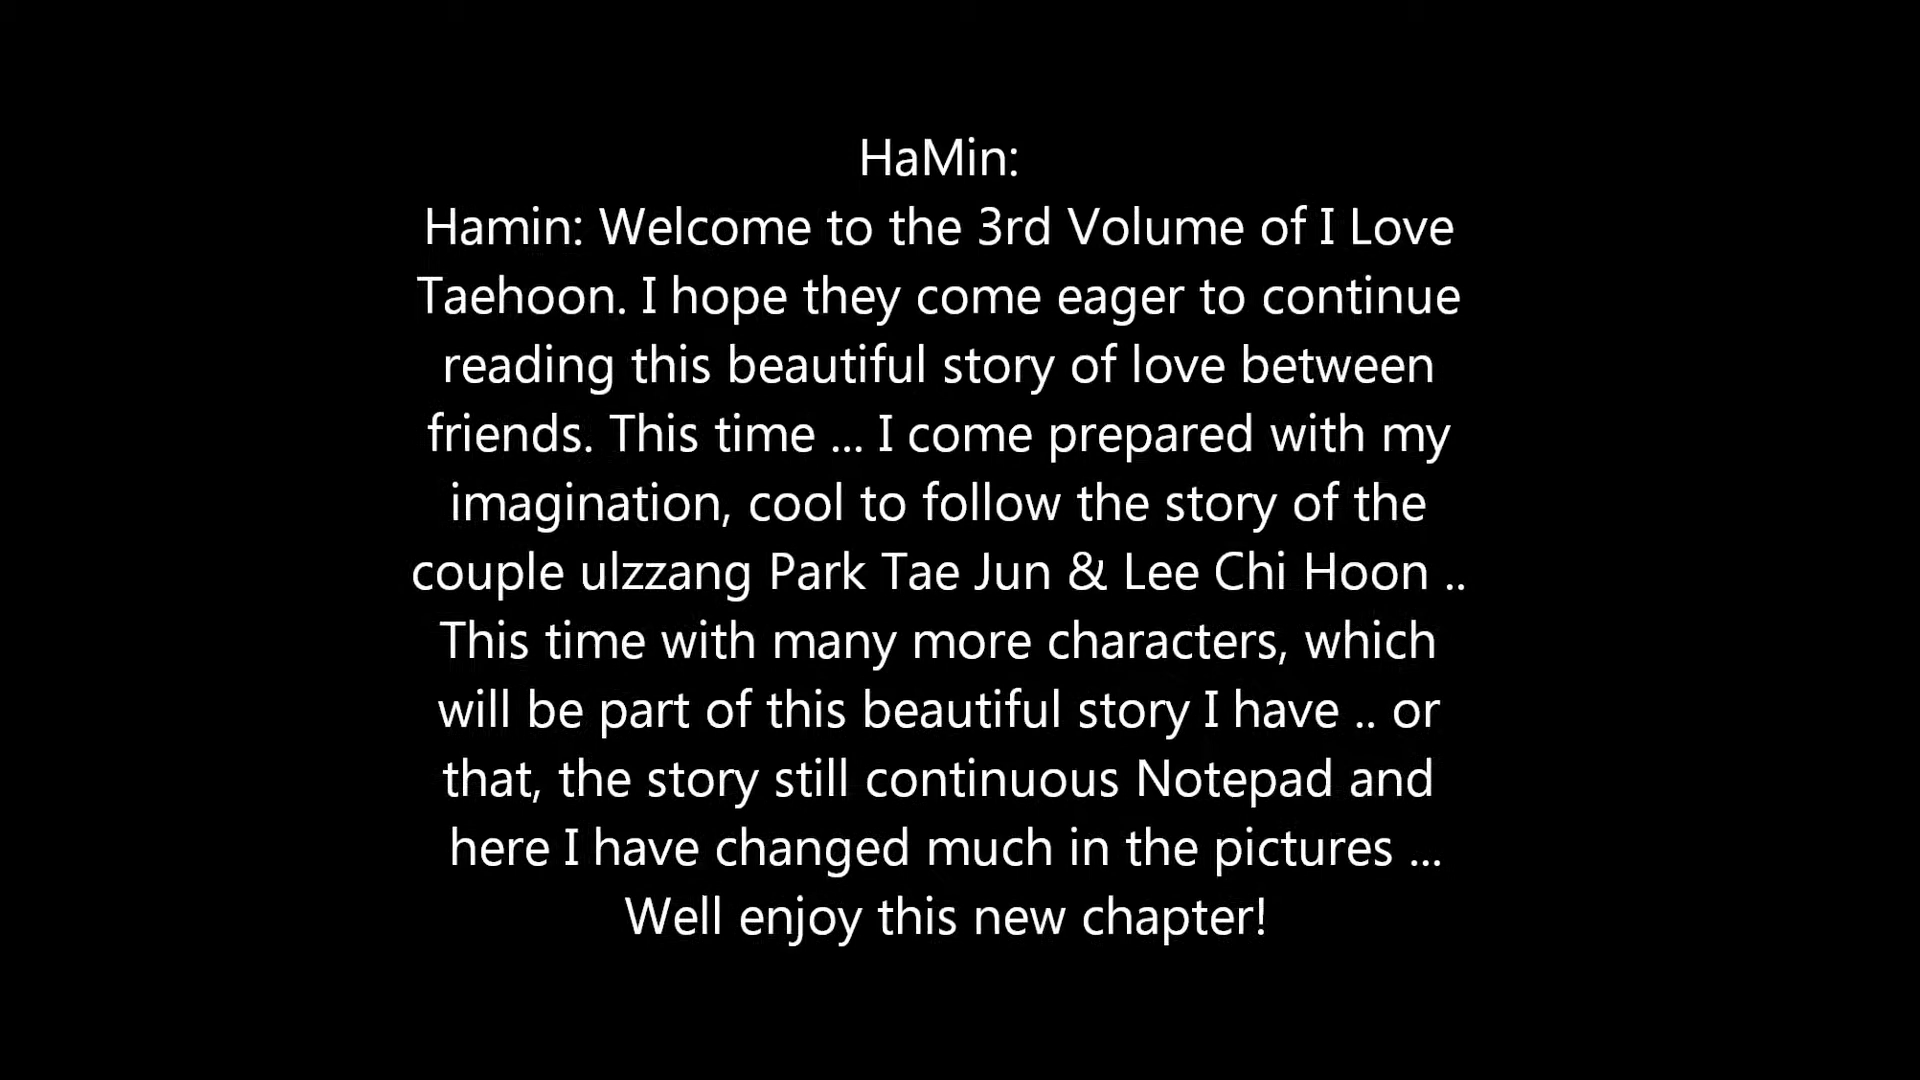 HaMin:
Hamin: Welcome to the 3rd Volume of I Love
Taehoon. I hope they come eager to continue
reading this beautiful story of love between
friends. This time ... I come prepared with my
imagination, cool to follow the story of the
couple ulzzang Park Tae Jun & Lee Chi Hoon ..
This time with many more characters, which
will be part of this beautiful story I have .. or
that, the story still continuous Notepad and
here I have changed much in the pictures ...
Well enjoy this new chapter!